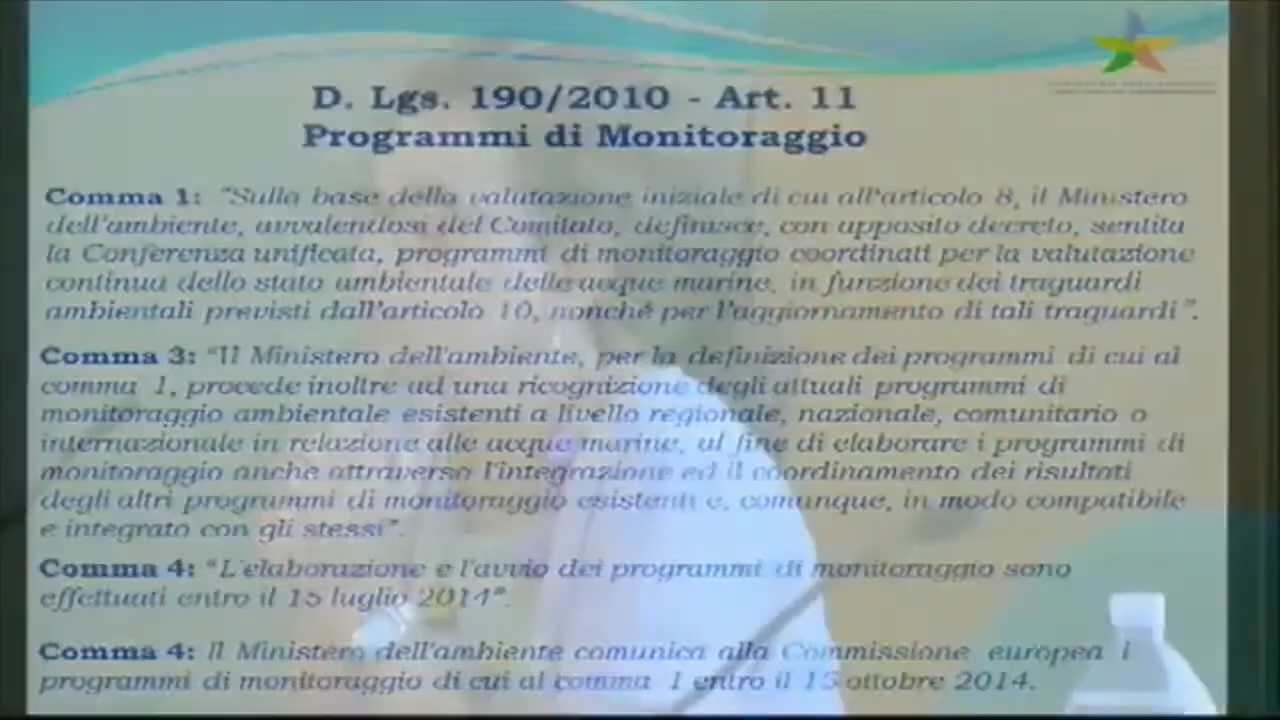 D. Lgs. 190/2010 - Art. 11
Programmi di Monitoraggio
Comma 1: "Sulla base della valutazione iniziale di cui all'articolo 8, il Ministero
dell'ambiente, avvalendosi del Comitato, definisce, con apposito decreto, sentita
la Conferenza unificata, programmi di monitoraggio coordinati per la valutazione
continua dello stato ambientale delle acque marine, in funzione dei traguardi
ambientali previsti dall'articolo 10, nonchè per l'aggiornamento di tali traguardi".
Comma 3: "Il Ministero dell'ambiente, per la definizione dei programmi di cui al
comma 1, procede inoltre ad una ricognizione degli attuali programmi di
monitoraggio ambientale esistenti a livello regionale, nazionale, comunitario o
internazionale in relazione alle acque marine, al fine di elaborare i programmi di
monitoraggio anche attraverso l'integrazione ed il coordinamento dei risultati
degli altri programmi di monitoraggio esistenti e, comunque, in modo compatibile
e integrato con gli stessi".
Comma 4: "L'elaborazione e l'avvio dei programmi di monitoraggio sono
effettuati entro il 15 luglio 2014".
Comma 4: Il Ministero dell'ambiente comunica alla Commissione europea i
programmi di monitoraggio di cui al comma 1 entro il 15 ottobre 2014.